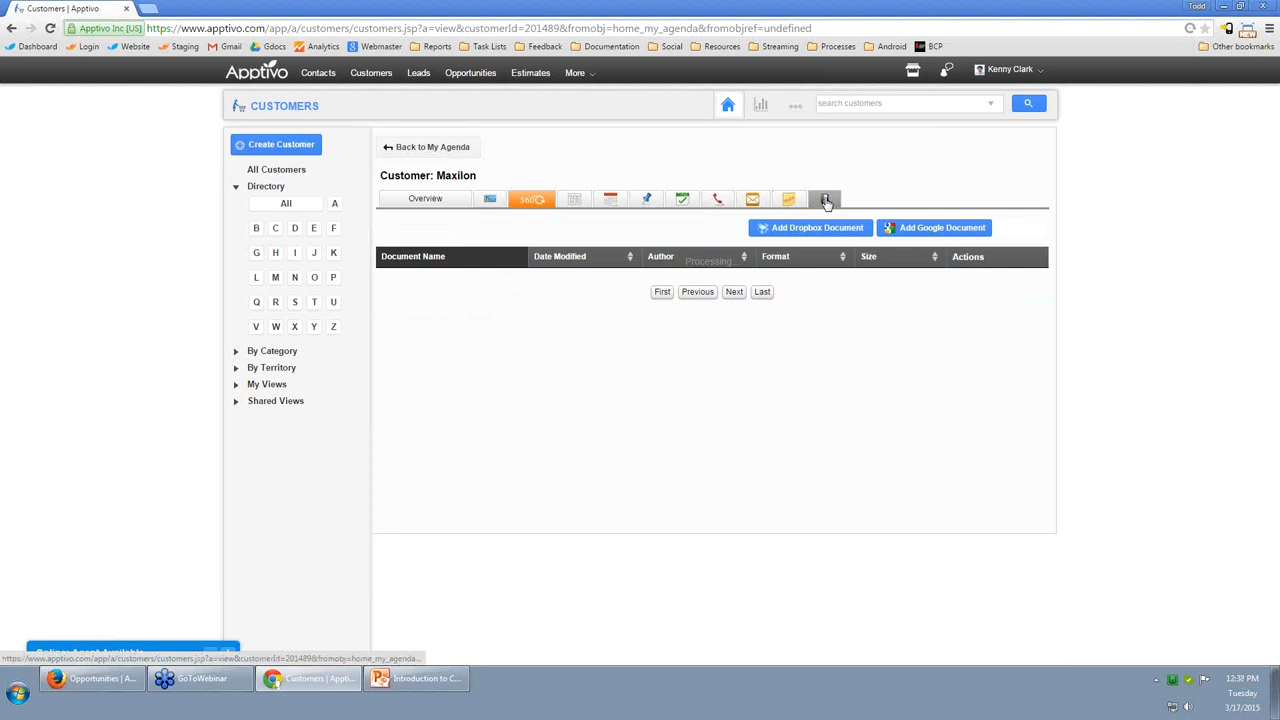 Customers | Apptivo
Todd
Apptivo Inc [US] https://www.apptivo.com/app/a/customers/customers.jsp?a=view&customerId=201489&fromobj=home_my_agenda&fromobjref=undefined
Dashboard Login Website Staging Gmail Gdocs Analytics Webmaster Reports Task Lists Feedback Documentation Social Resources Streaming Processes Android BCP Other bookmarks
Apptivo Contacts Customers Leads Opportunities Estimates More Kenny Clark
CUSTOMERS search customers
Create Customer
Back to My Agenda
All Customers
Customer: Maxilon
Directory
Overview 360
All A
B C D E F
Add Dropbox Document Add Google Document
G H I J K
Document Name Date Modified Author Format Size Actions
Processing...
L M N O P
First Previous Next Last
Q R S T U
V W X Y Z
By Category
By Territory
My Views
Shared Views
https://www.apptivo.com/app/a/customers/customers.jsp?a=view&customerId=201489&fromobj=home_my_agenda...
Opportunities | A... GoToWebinar Customers | Appti... Introduction to C...
12:38 PM
Tuesday
3/17/2015